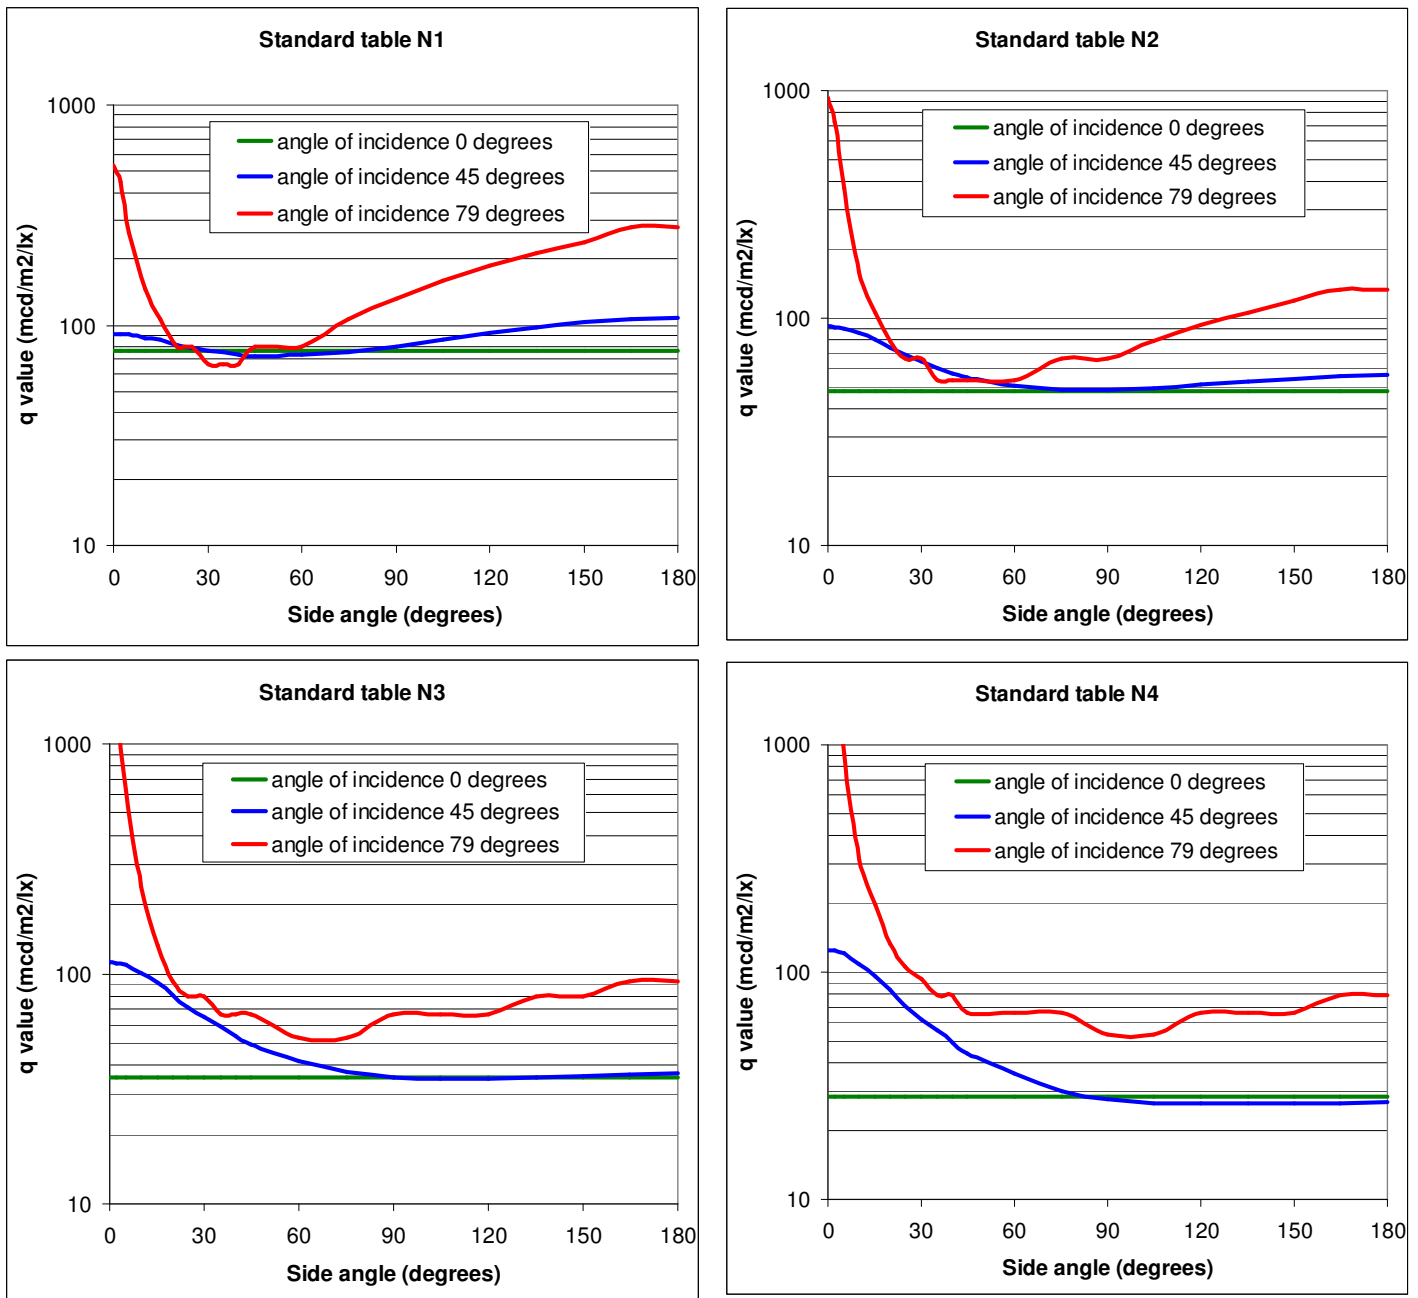 Standard table N1
1000
angle of incidence 0 degrees
angle of incidence 45 degrees
angle of incidence 79 degrees
q value (mcd/m2/lx)
100
10
0 30 60 90 120 150 180
Side angle (degrees)
Standard table N2
1000
angle of incidence 0 degrees
angle of incidence 45 degrees
angle of incidence 79 degrees
q value (mcd/m2/lx)
100
10
0 30 60 90 120 150 180
Side angle (degrees)
Standard table N3
1000
angle of incidence 0 degrees
angle of incidence 45 degrees
angle of incidence 79 degrees
q value (mcd/m2/lx)
100
10
0 30 60 90 120 150 180
Side angle (degrees)
Standard table N4
1000
angle of incidence 0 degrees
angle of incidence 45 degrees
angle of incidence 79 degrees
q value (mcd/m2/lx)
100
10
0 30 60 90 120 150 180
Side angle (degrees)